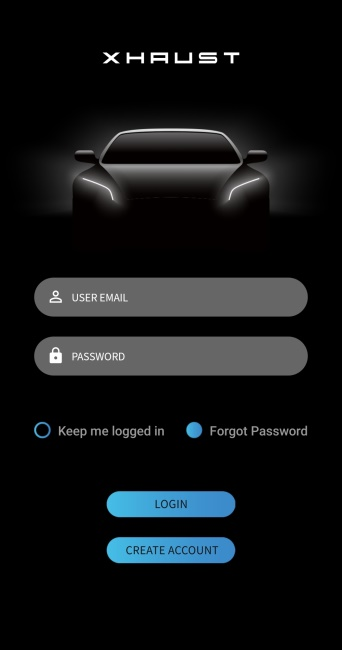 XHAUST
USER EMAIL
PASSWORD
Keep me logged in
Forgot Password
LOGIN
CREATE ACCOUNT